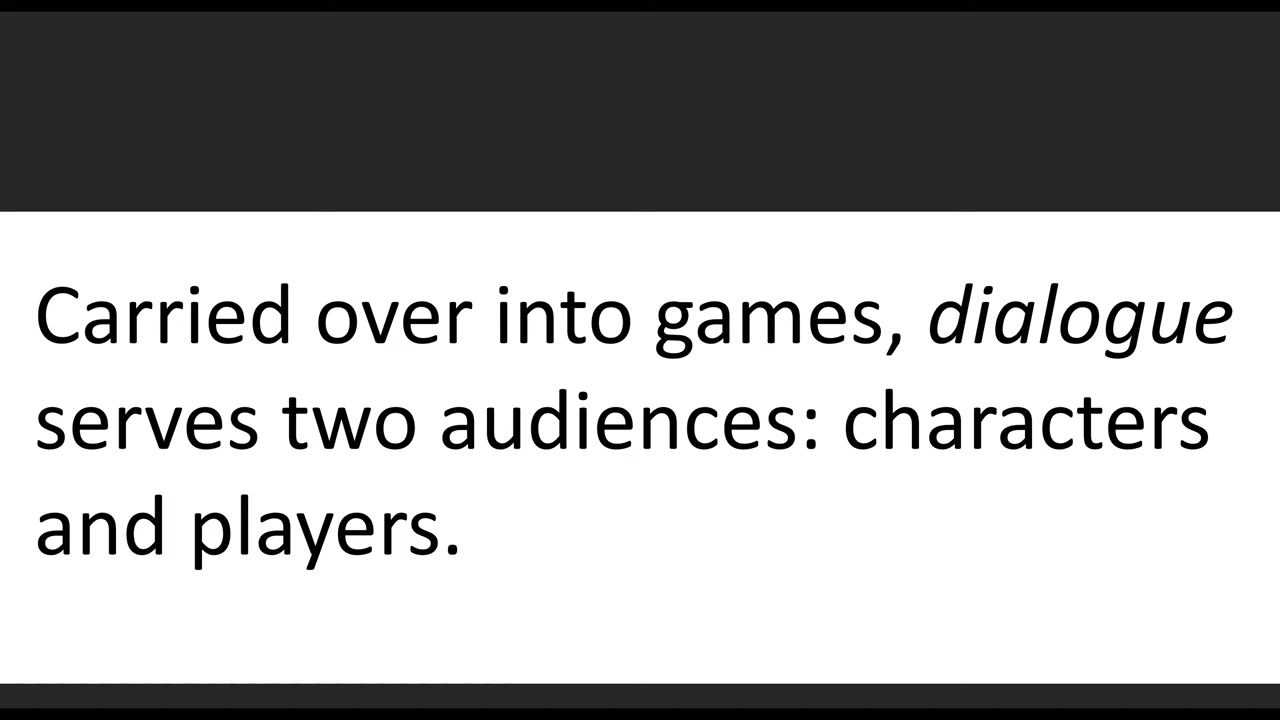 Carried over into games, dialogue
serves two audiences: characters
and players.